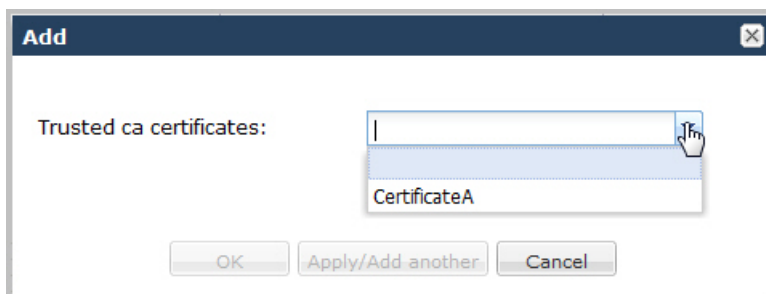 Add
Trusted ca certificates:
CertificateA
OK Apply/Add another Cancel